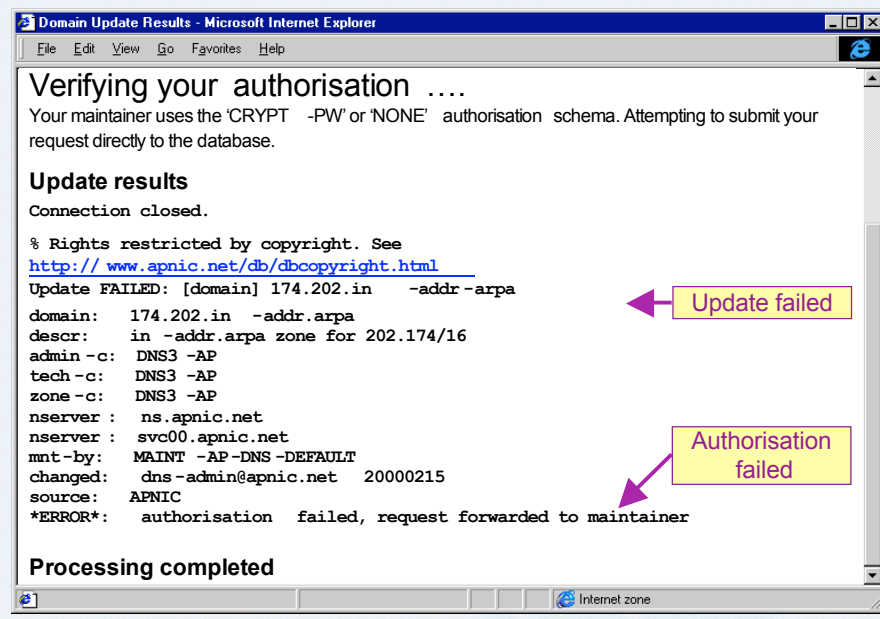 Domain Update Results - Microsoft Internet Explorer
File Edit View Go Favorites Help
Verifying your authorisation ....
Your maintainer uses the 'CRYPT -PW' or 'NONE' authorisation schema. Attempting to submit your
request directly to the database.
Update results
Connection closed.
% Rights restricted by copyright. See
http:// www.apnic.net/db/dbcopyright.html
Update FAILED: [domain] 174.202.in -addr-arpa
Update failed
domain: 174.202.in -addr.arpa
descr: in -addr.arpa zone for 202.174/16
admin-c: DNS3 -AP
tech-c: DNS3 -AP
zone-c: DNS3 -AP
nserver : ns.apnic.net
nserver : svc00.apnic.net
mnt-by: MAINT -AP-DNS-DEFAULT
Authorisation
failed
changed: dns-admin@apnic.net 20000215
source: APNIC
*ERROR*: authorisation failed, request forwarded to maintainer
Processing completed
Internet zone